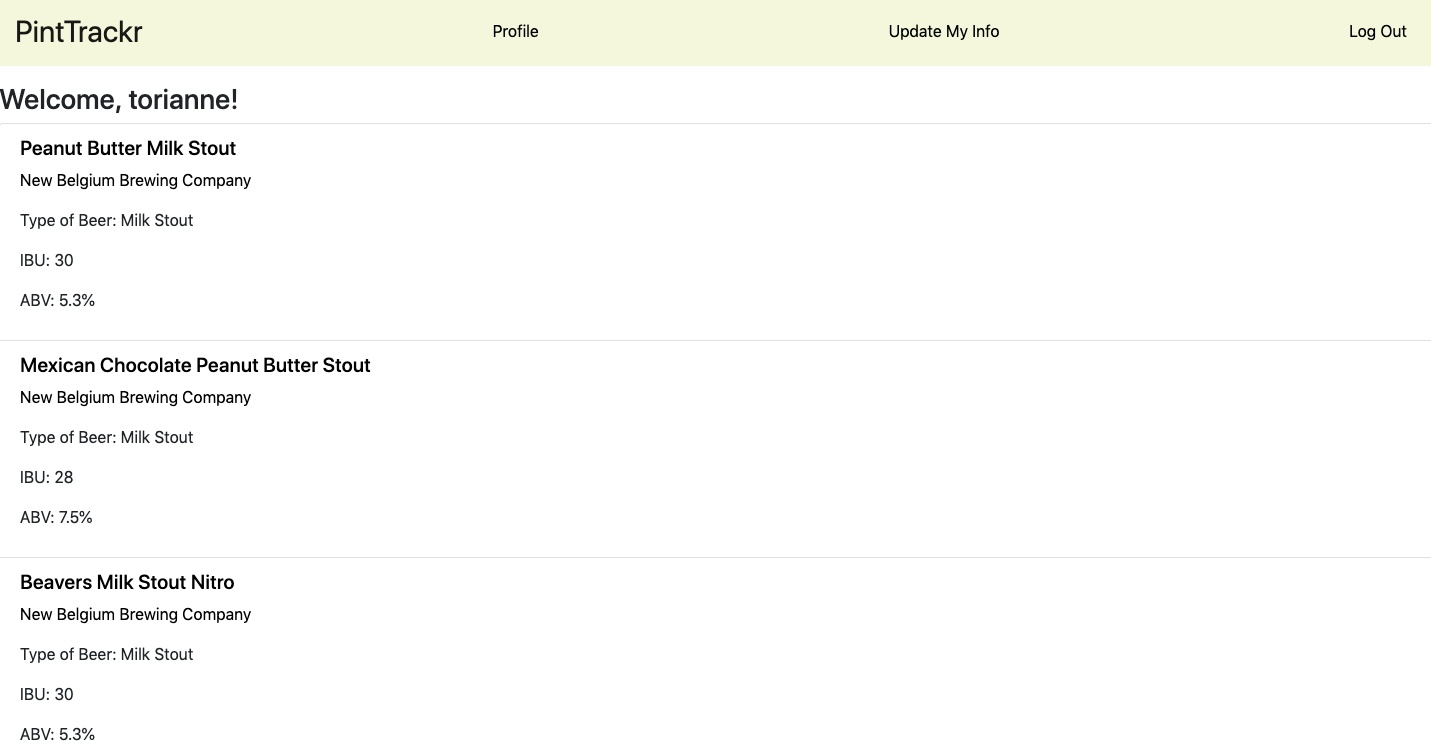 PintTrackr
Profile
Update My Info
Log Out
Welcome, torianne!
Peanut Butter Milk Stout
New Belgium Brewing Company
Type of Beer: Milk Stout
IBU: 30
ABV: 5.3%
Mexican Chocolate Peanut Butter Stout
New Belgium Brewing Company
Type of Beer: Milk Stout
IBU: 28
ABV: 7.5%
Beavers Milk Stout Nitro
New Belgium Brewing Company
Type of Beer: Milk Stout
IBU: 30
ABV: 5.3%